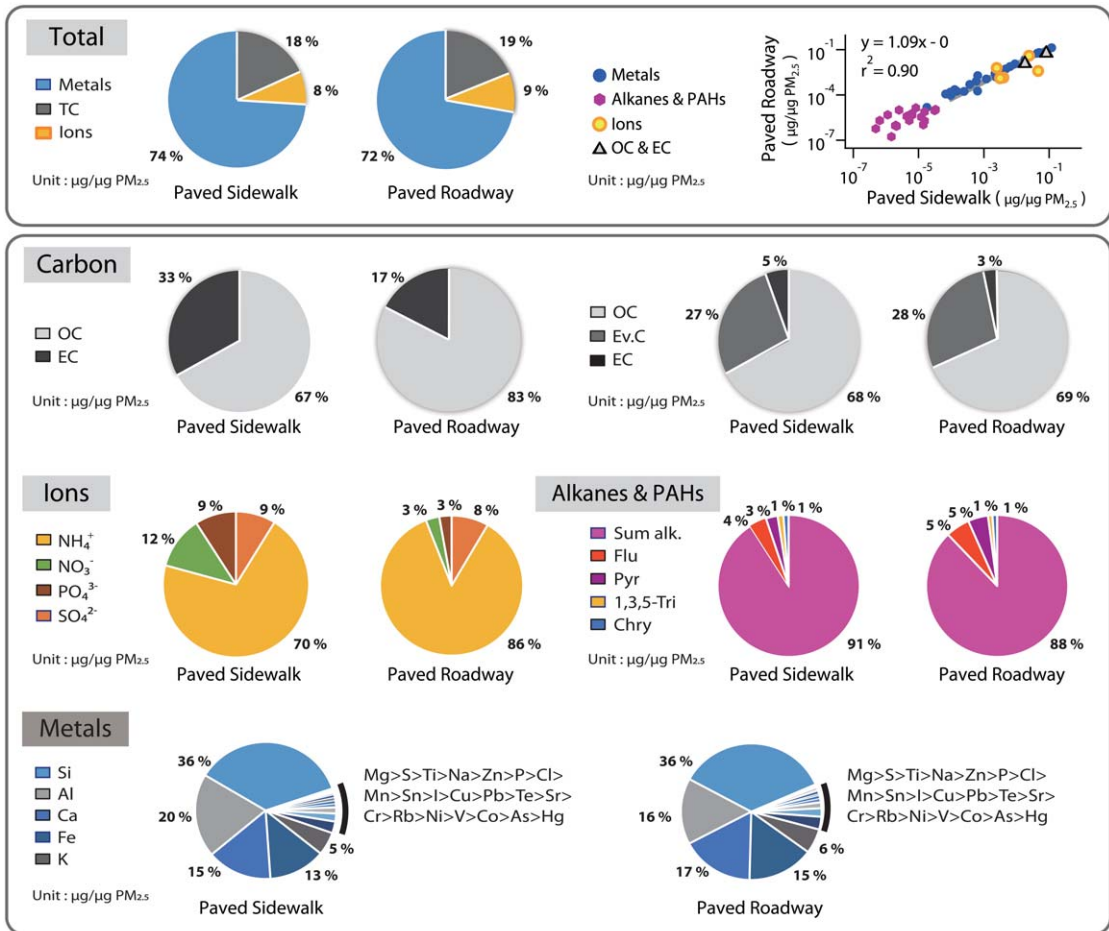 Total
Metals
TC
Ions
Unit : µg/µg PM₂.₅
18 %
8 %
74 %
Paved Sidewalk
19 %
9 %
72 %
Paved Roadway
Metals
Alkanes & PAHs
Ions
OC & EC
y = 1.09x - 0
r² = 0.90
Paved Roadway
( µg/µg PM₂.₅ )
10⁻¹
10⁻⁴
10⁻⁷
10⁻⁷ 10⁻⁵ 10⁻³ 10⁻¹
Paved Sidewalk ( µg/µg PM₂.₅ )
Carbon
OC
EC
Unit : µg/µg PM₂.₅
33 %
67 %
Paved Sidewalk
17 %
83 %
Paved Roadway
OC
Ev.C
EC
Unit : µg/µg PM₂.₅
5 %
27 %
68 %
Paved Sidewalk
3 %
28 %
69 %
Paved Roadway
Ions
NH₄⁺
NO₃⁻
PO₄³⁻
SO₄²⁻
Unit : µg/µg PM₂.₅
9 % 9 %
12 %
70 %
Paved Sidewalk
3 % 3 %
8 %
86 %
Paved Roadway
Alkanes & PAHs
Sum alk.
Flu
Pyr
1,3,5-Tri
Chry
Unit : µg/µg PM₂.₅
4 % 3 % 1 % 1 %
91 %
Paved Sidewalk
5 % 5 % 1 % 1 %
88 %
Paved Roadway
Metals
Si
Al
Ca
Fe
K
Unit : µg/µg PM₂.₅
36 %
20 %
15 %
13 %
5 %
Paved Sidewalk
Mg>S>Ti>Na>Zn>P>Cl>
Mn>Sn>I>Cu>Pb>Te>Sr>
Cr>Rb>Ni>V>Co>As>Hg
36 %
16 %
17 %
15 %
6 %
Paved Roadway
Mg>S>Ti>Na>Zn>P>Cl>
Mn>Sn>I>Cu>Pb>Te>Sr>
Cr>Rb>Ni>V>Co>As>Hg